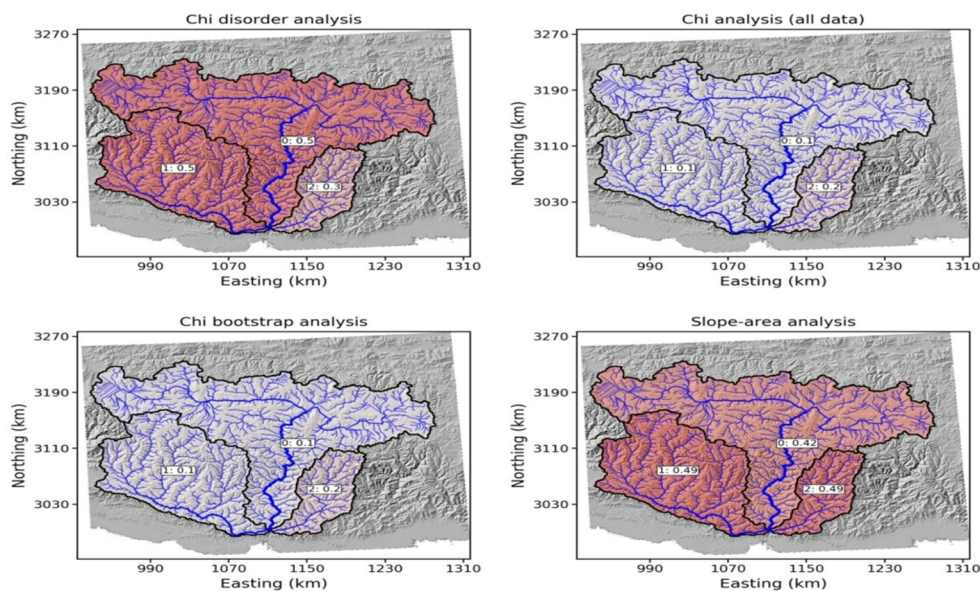 Chi disorder analysis
3270
3190
3110
3030
Northing (km)
0: 0.5
1: 0.5
2: 0.3
990 1070 1150 1230 1310
Easting (km)
Chi analysis (all data)
3270
3190
3110
3030
Northing (km)
0: 0.1
1: 0.1
2: 0.2
990 1070 1150 1230 1310
Easting (km)
Chi bootstrap analysis
3270
3190
3110
3030
Northing (km)
0: 0.1
1: 0.1
2: 0.2
990 1070 1150 1230 1310
Easting (km)
Slope-area analysis
3270
3190
3110
3030
Northing (km)
0: 0.42
1: 0.49
2: 0.49
990 1070 1150 1230 1310
Easting (km)